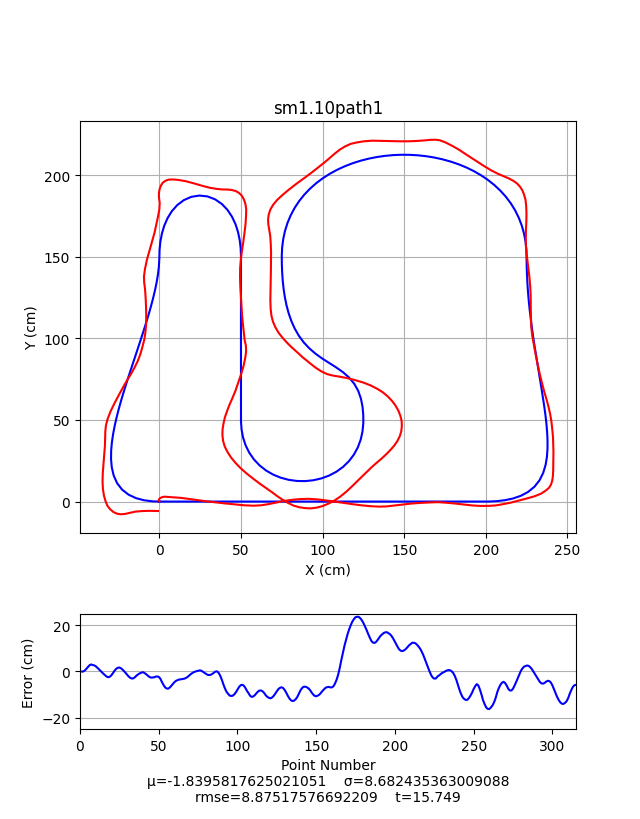 sm1.10path1
200
150
100
50
0
Y (cm)
0 50 100 150 200 250
X (cm)
20
0
−20
Error (cm)
0 50 100 150 200 250 300
Point Number
μ=-1.8395817625021051 σ=8.682435363009088
rmse=8.87517576692209 t=15.749